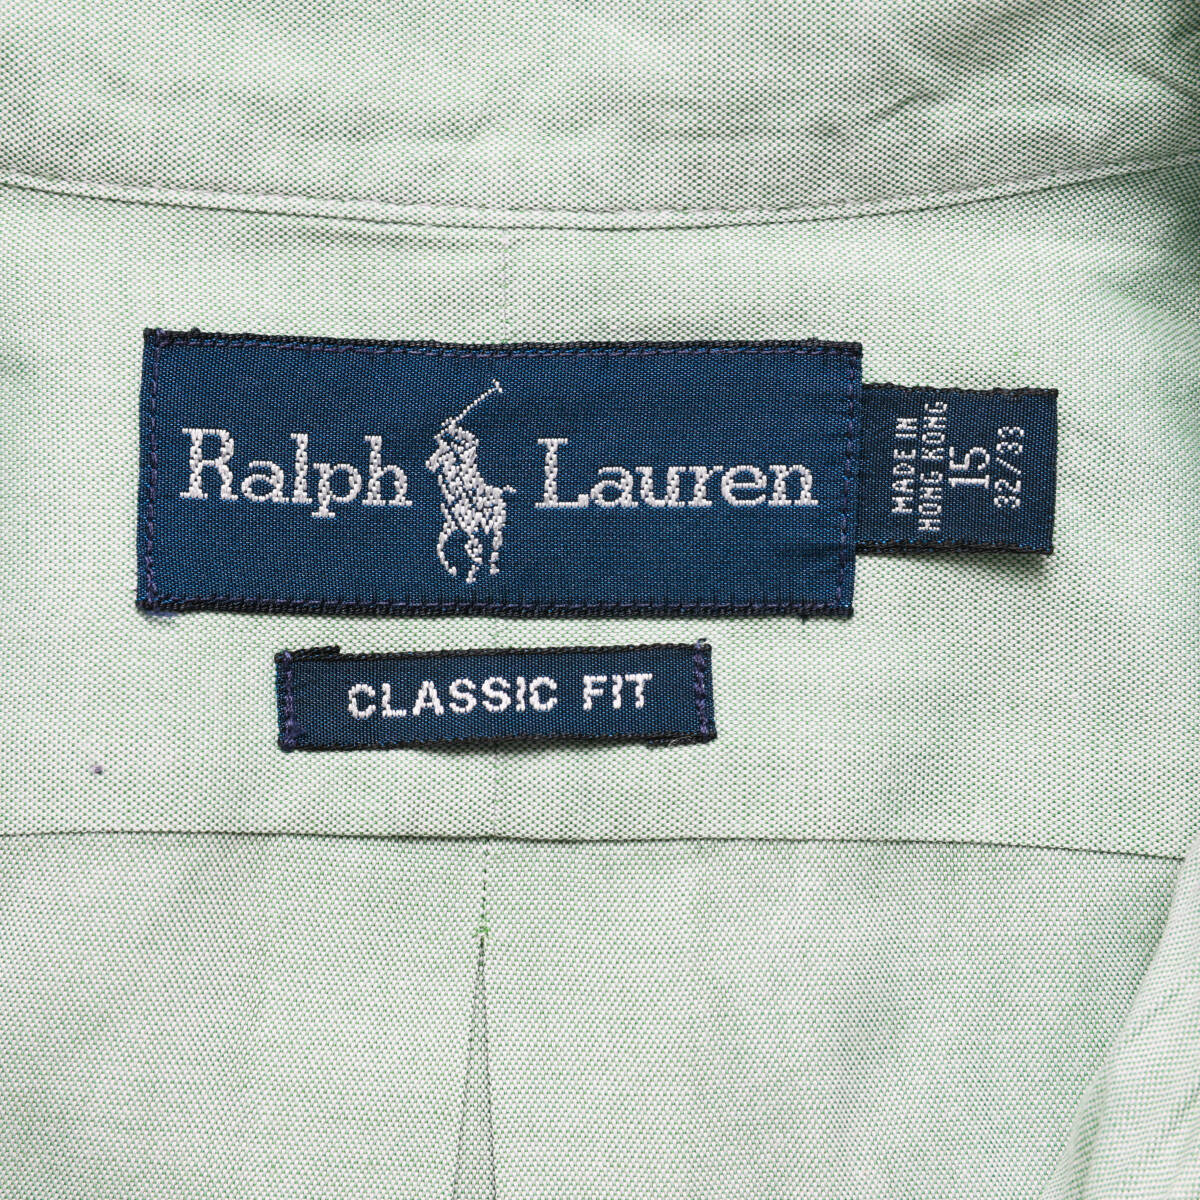 Ralph Lauren
MADE IN
HONG KONG
15
32/33
CLASSIC FIT